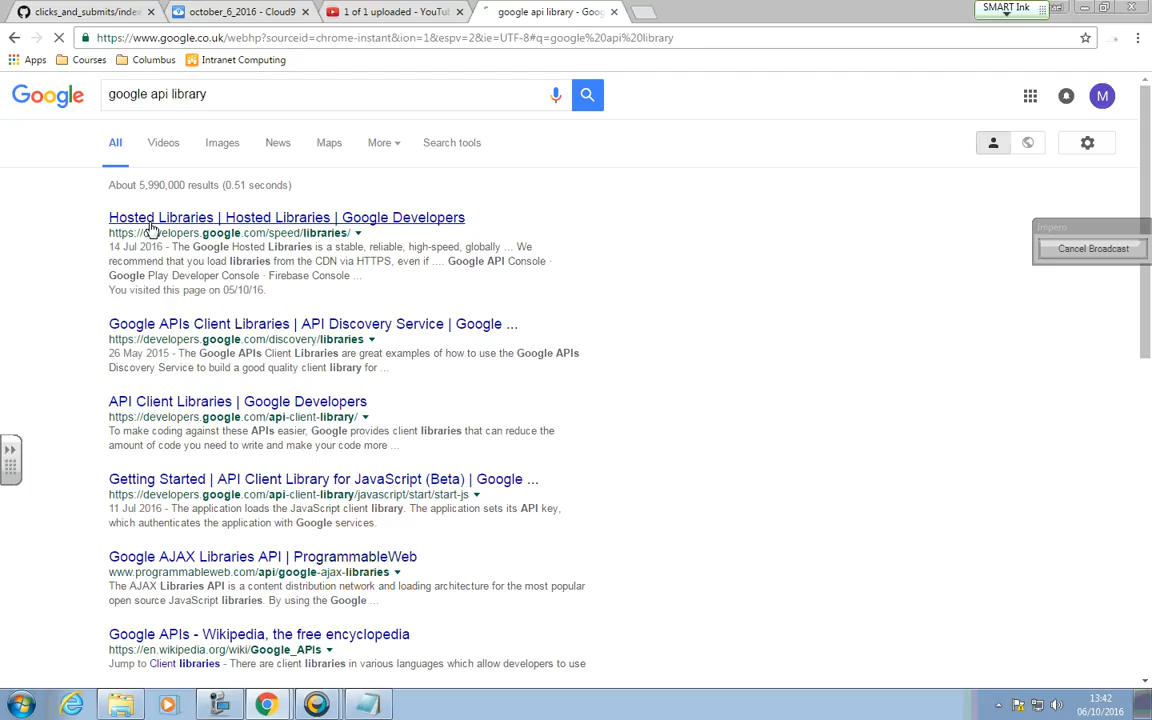 clicks_and_submits/inde
october_6_2016 - Cloud9
1 of 1 uploaded - YouTu
google api library - Goo
SMART Ink
https://www.google.co.uk/webhp?sourceid=chrome-instant&ion=1&espv=2&ie=UTF-8#q=google%20api%20library
Apps
Courses
Columbus
Intranet Computing
Google
google api library
M
All
Videos
Images
News
Maps
More
Search tools
About 5,990,000 results (0.51 seconds)
Hosted Libraries | Hosted Libraries | Google Developers
https://developers.google.com/speed/libraries/
14 Jul 2016 - The Google Hosted Libraries is a stable, reliable, high-speed, globally ... We
recommend that you load libraries from the CDN via HTTPS, even if .... Google API Console ·
Google Play Developer Console · Firebase Console ...
You visited this page on 05/10/16.
Impero
Cancel Broadcast
Google APIs Client Libraries | API Discovery Service | Google ...
https://developers.google.com/discovery/libraries
26 May 2015 - The Google APIs Client Libraries are great examples of how to use the Google APIs
Discovery Service to build a good quality client library for ...
API Client Libraries | Google Developers
https://developers.google.com/api-client-library/
To make coding against these APIs easier, Google provides client libraries that can reduce the
amount of code you need to write and make your code more ...
Getting Started | API Client Library for JavaScript (Beta) | Google ...
https://developers.google.com/api-client-library/javascript/start/start-js
11 Jul 2016 - The application loads the JavaScript client library. The application sets its API key,
which authenticates the application with Google services.
Google AJAX Libraries API | ProgrammableWeb
www.programmableweb.com/api/google-ajax-libraries
The AJAX Libraries API is a content distribution network and loading architecture for the most popular
open source JavaScript libraries. By using the Google ...
Google APIs - Wikipedia, the free encyclopedia
https://en.wikipedia.org/wiki/Google_APIs
Jump to Client libraries - There are client libraries in various languages which allow developers to use
13:42
06/10/2016